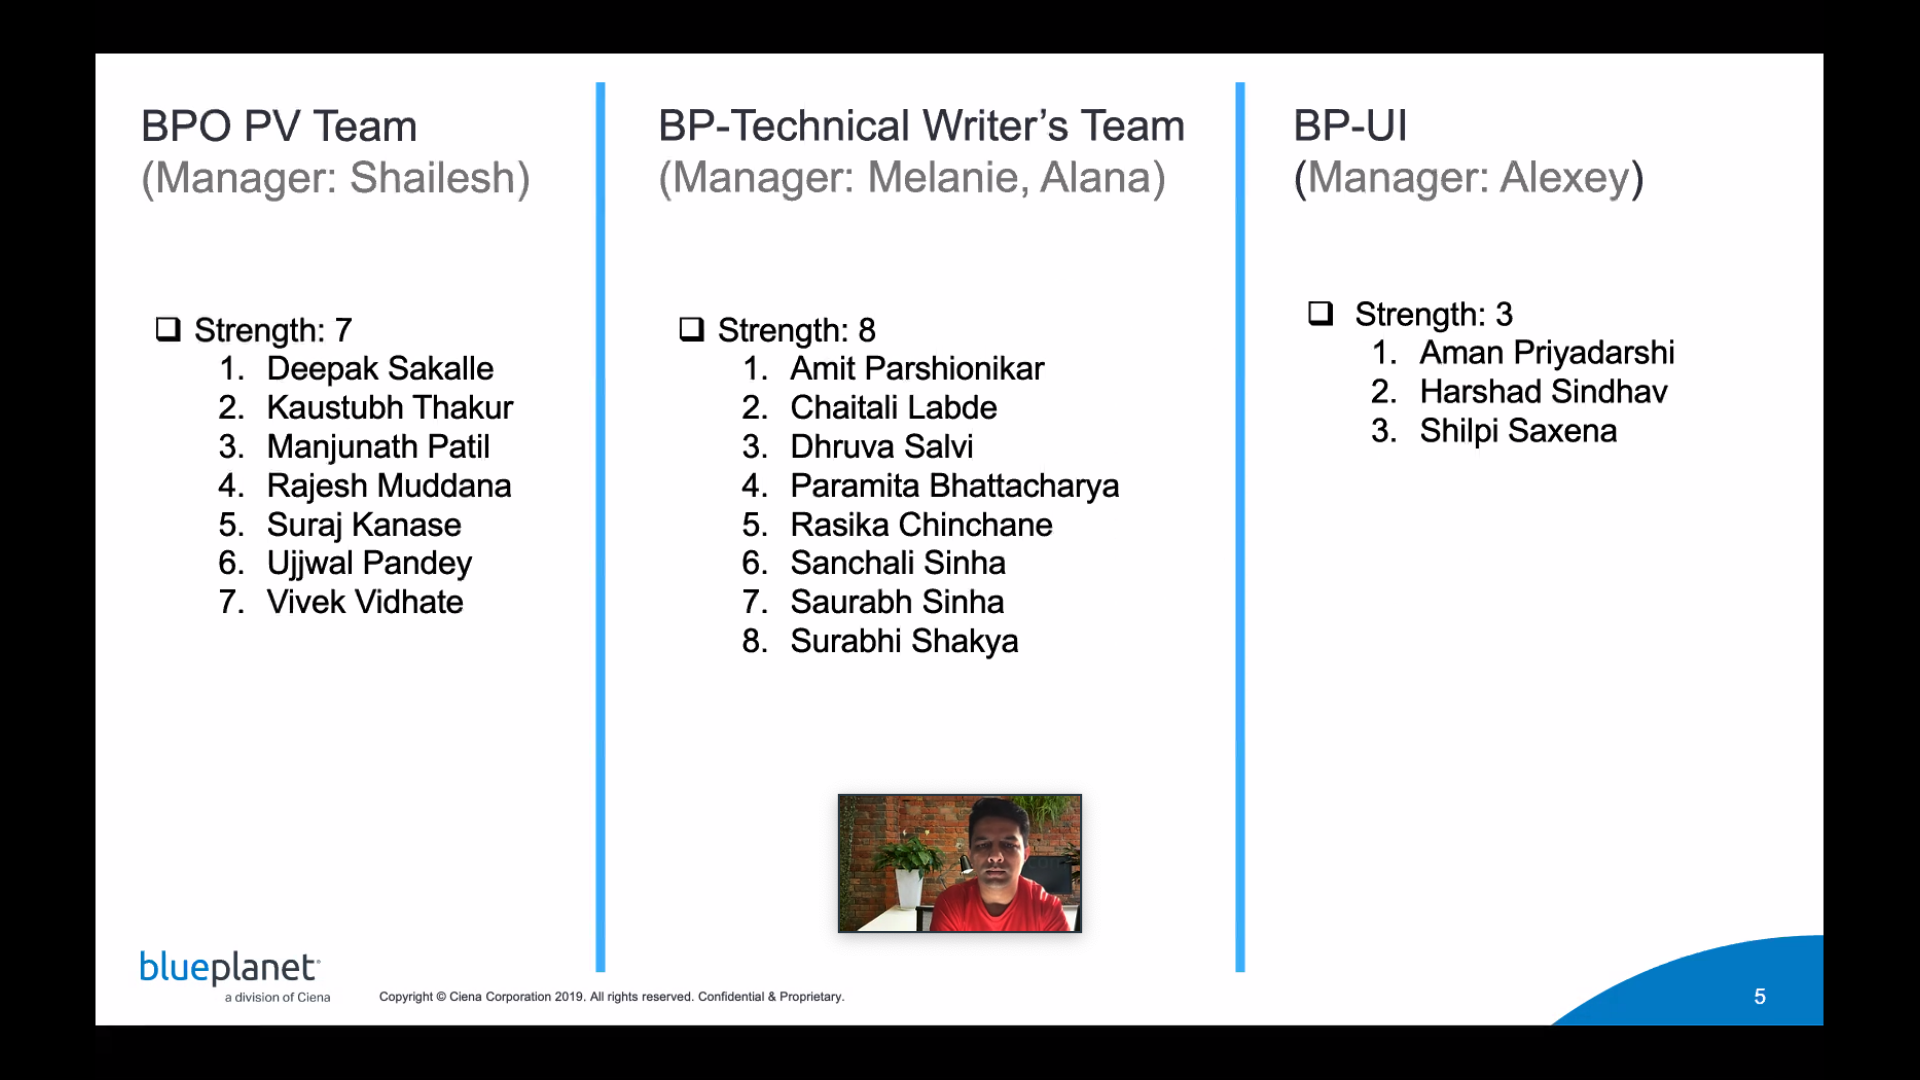 BPO PV Team
(Manager: Shailesh)
❑ Strength: 7
1. Deepak Sakalle
2. Kaustubh Thakur
3. Manjunath Patil
4. Rajesh Muddana
5. Suraj Kanase
6. Ujjwal Pandey
7. Vivek Vidhate
BP-Technical Writer’s Team
(Manager: Melanie, Alana)
❑ Strength: 8
1. Amit Parshionikar
2. Chaitali Labde
3. Dhruva Salvi
4. Paramita Bhattacharya
5. Rasika Chinchane
6. Sanchali Sinha
7. Saurabh Sinha
8. Surabhi Shakya
BP-UI
(Manager: Alexey)
❑ Strength: 3
1. Aman Priyadarshi
2. Harshad Sindhav
3. Shilpi Saxena
blueplanet
a division of Ciena
Copyright © Ciena Corporation 2019. All rights reserved. Confidential & Proprietary.
5